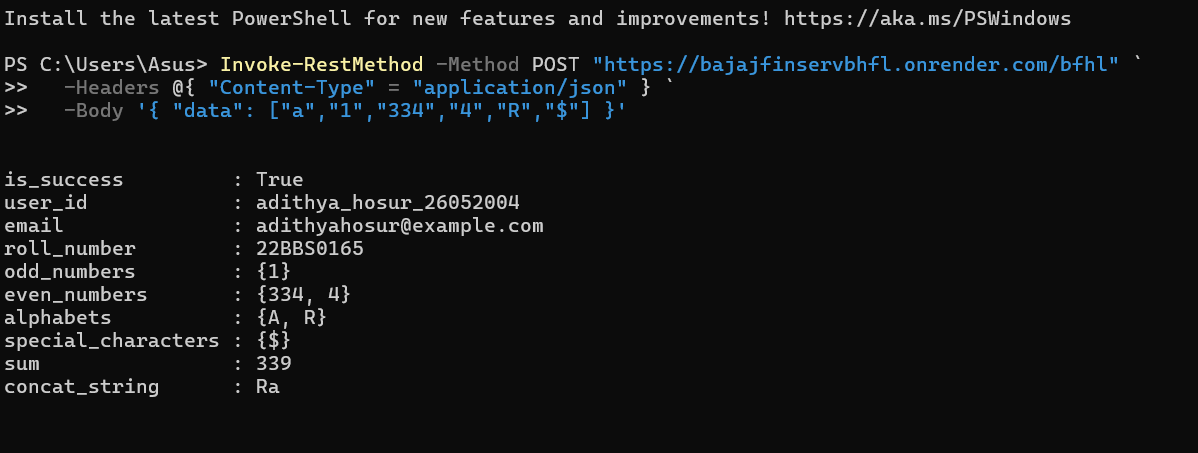 Install the latest PowerShell for new features and improvements! https://aka.ms/PSWindows
PS C:\Users\Asus> Invoke-RestMethod -Method POST "https://bajajfinservbhfl.onrender.com/bfhl" `
>>   -Headers @{ "Content-Type" = "application/json" } `
>>   -Body '{ "data": ["a","1","334","4","R","$"] }'
is_success         : True
user_id            : adithya_hosur_26052004
email              : adithyahosur@example.com
roll_number        : 22BBS0165
odd_numbers        : {1}
even_numbers       : {334, 4}
alphabets          : {A, R}
special_characters : {$}
sum                : 339
concat_string      : Ra